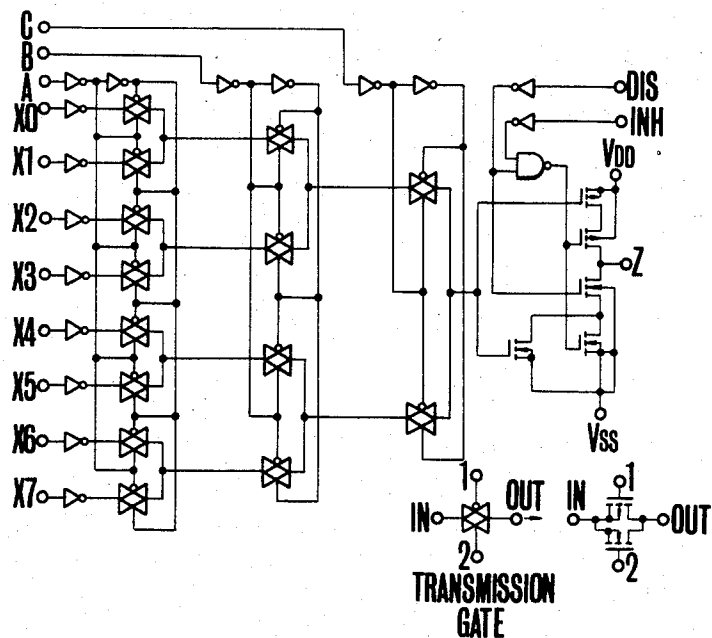 C
B
A
X0
X1
X2
X3
X4
X5
X6
X7
DIS
INH
VDD
Z
VSS
1
IN
OUT
2
TRANSMISSION
GATE
1
IN
OUT
2